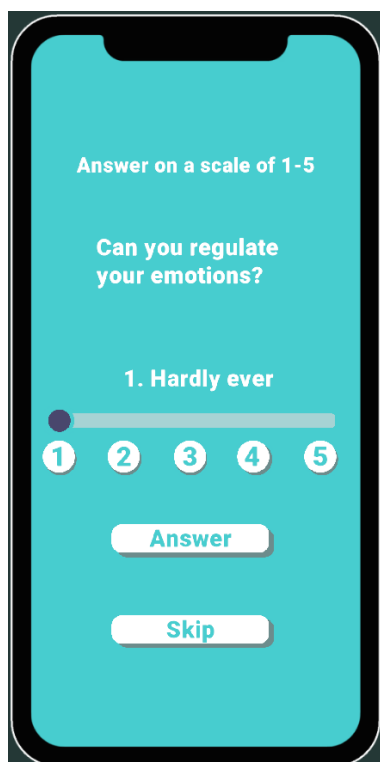 Answer on a scale of 1-5
Can you regulate
your emotions?
1. Hardly ever
1 2 3 4 5
Answer
Skip